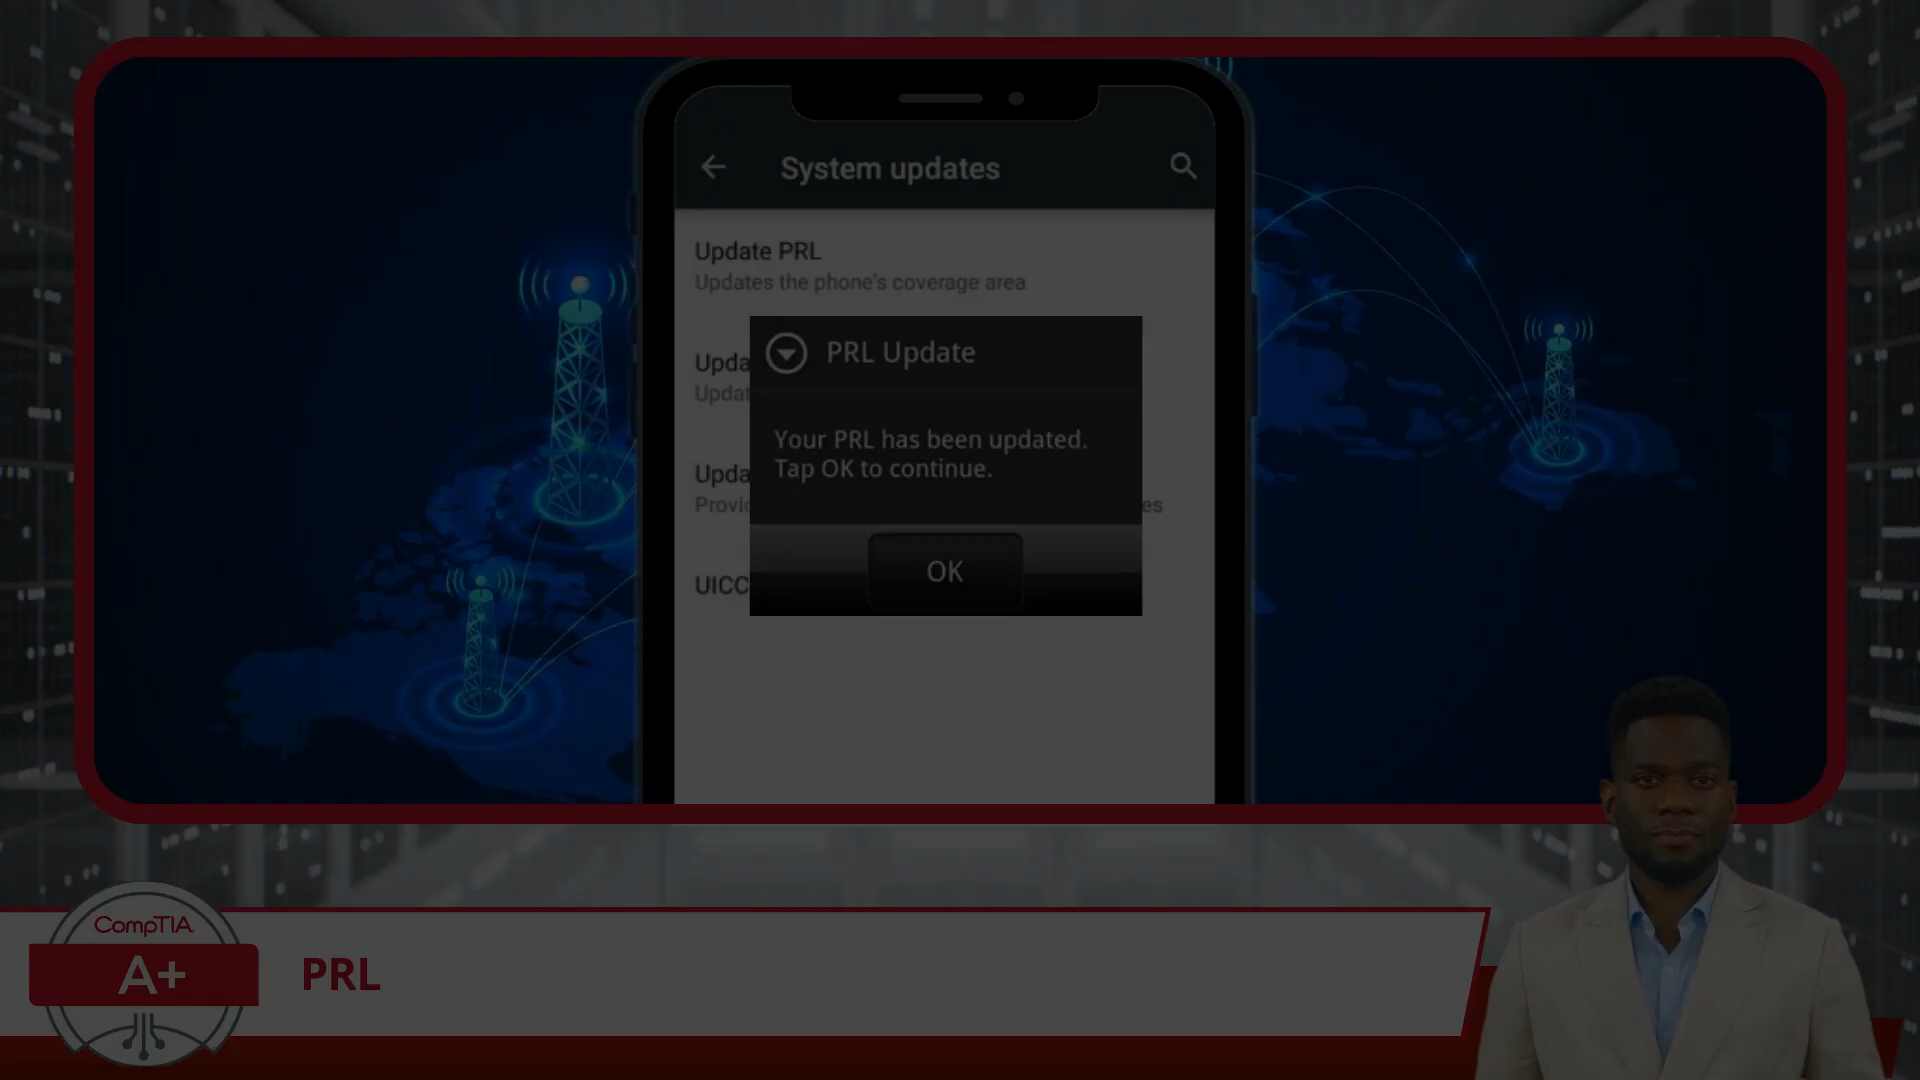 System updates
Update PRL
Updates the phone's coverage area
Upda
Updat
Upda
Provic
es
UICC
PRL Update
Your PRL has been updated.
Tap OK to continue.
OK
CompTIA
A+
PRL